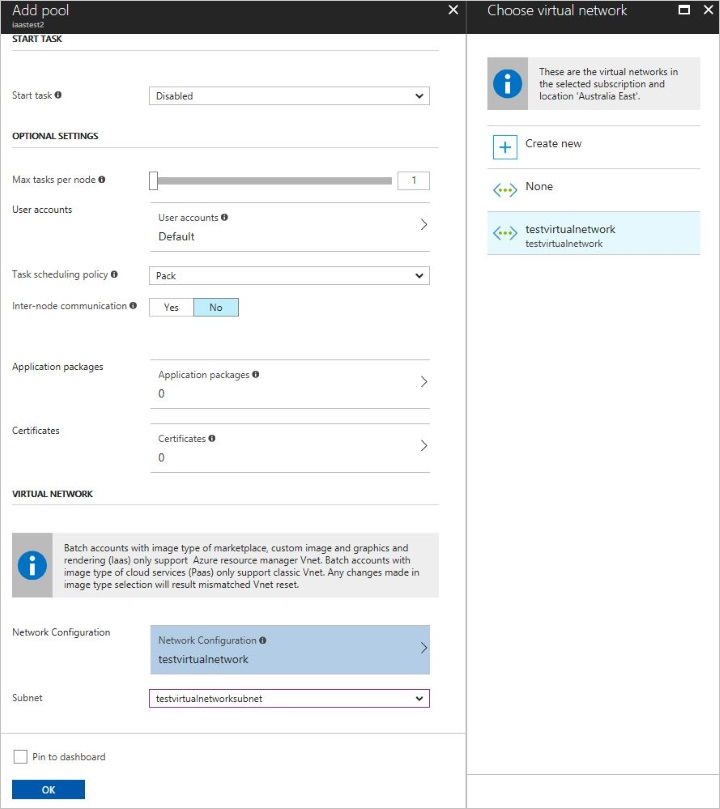 Add pool
iaastest2
START TASK
Start task
Disabled
OPTIONAL SETTINGS
Max tasks per node
1
User accounts
User accounts
Default
Task scheduling policy
Pack
Inter-node communication
Yes
No
Application packages
Application packages
0
Certificates
Certificates
0
VIRTUAL NETWORK
Batch accounts with image type of marketplace, custom image and graphics and
rendering (Iaas) only support Azure resource manager Vnet. Batch accounts with
image type of cloud services (Paas) only support classic Vnet. Any changes made in
image type selection will result mismatched Vnet reset.
Network Configuration
Network Configuration
testvirtualnetwork
Subnet
testvirtualnetworksubnet
Pin to dashboard
OK
Choose virtual network
These are the virtual networks in
the selected subscription and
location 'Australia East'.
Create new
None
testvirtualnetwork
testvirtualnetwork